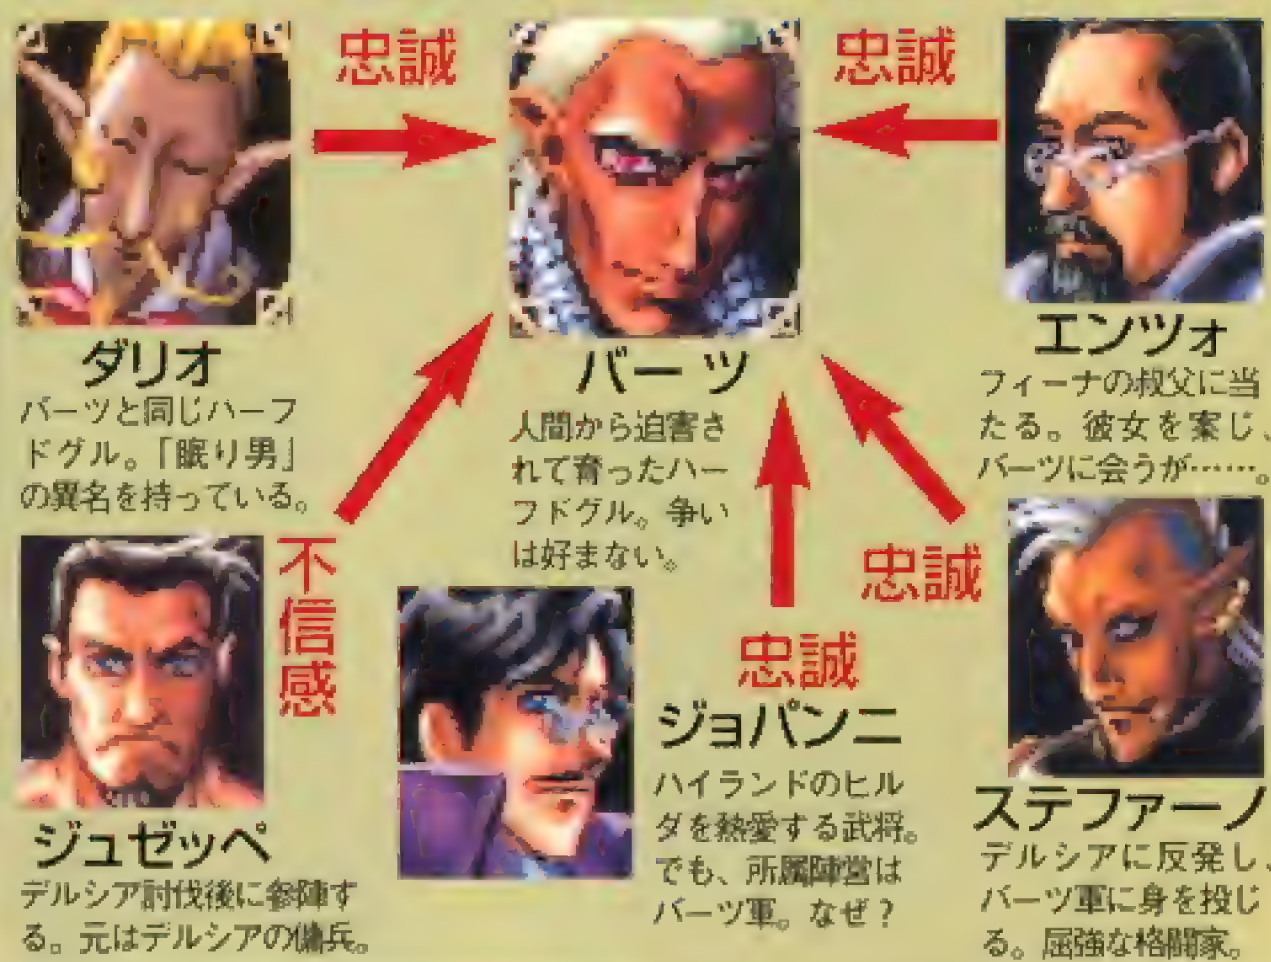 忠誠
忠誠
ダリオ
バーツと同じハーフ
ドグル。「眠り男」
の異名を持っている。
バーツ
人間から迫害さ
れて育ったハー
フドグル。争い
は好まない。
エンツォ
フィーナの叔父に当
たる。彼女を案じ、
バーツに会うが……。
不信感
ジュゼッペ
デルシア討伐後に参陣す
る。元はデルシアの傭兵。
忠誠
ジョパンニ
ハイランドのヒル
ダを熱愛する武将。
でも、所属陣営は
バーツ軍。なぜ？
忠誠
ステファーノ
デルシアに反発し、
バーツ軍に身を投じ
る。屈強な格闘家。